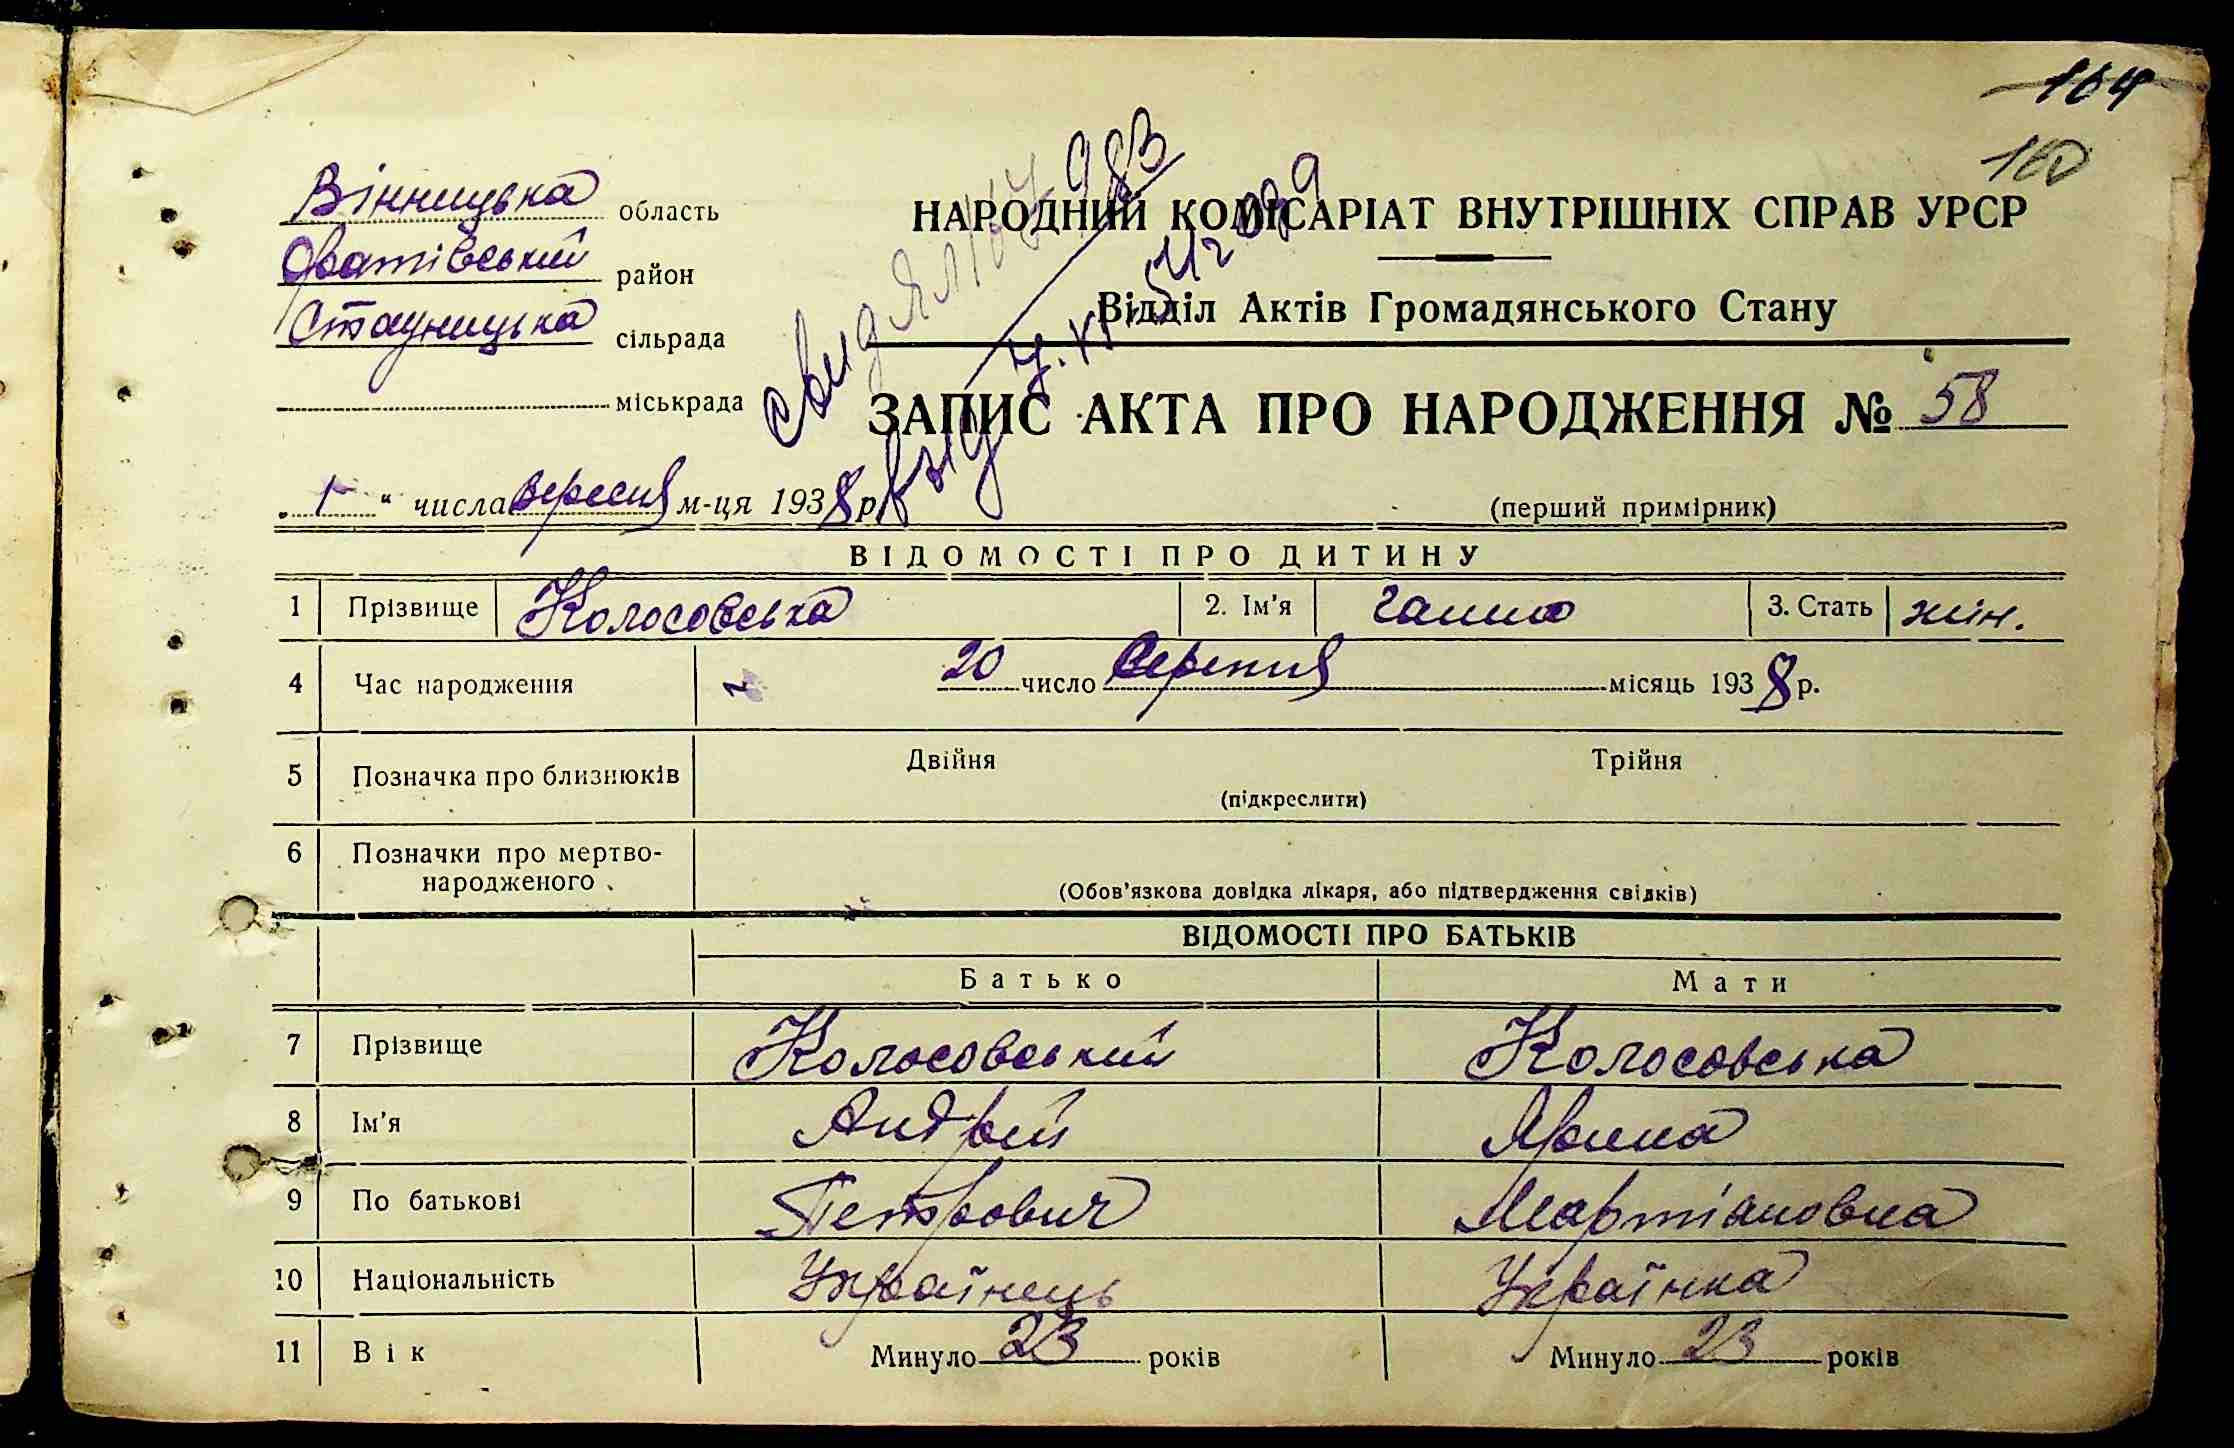 164
160
Вінницька область
Оратівський район
сільрада
міськрада
НАРОДНИЙ КОМІСАРІАТ ВНУТРІШНІХ СПРАВ УРСР
Відділ Актів Громадянського Стану
ЗАПИС АКТА ПРО НАРОДЖЕННЯ № 58
„1“ числа вересня м-ця 1938 р.
(перший примірник)
ВІДОМОСТІ ПРО ДИТИНУ
1 Прізвище Колосовська 2. Ім'я Ганна 3. Стать жін.
4 Час народження 20 число Серпня місяць 1938 р.
5 Позначка про близнюків Двійня Трійня
(підкреслити)
6 Позначки про мертво-
народженого
(Обов'язкова довідка лікаря, або підтвердження свідків)
ВІДОМОСТІ ПРО БАТЬКІВ
Батько Мати
7 Прізвище Колосовський Колосовська
8 Ім'я Андрій Ярина
9 По батькові Петрович Мартіановна
10 Національність Українець Українка
11 Вік Минуло 23 років Минуло 23 років